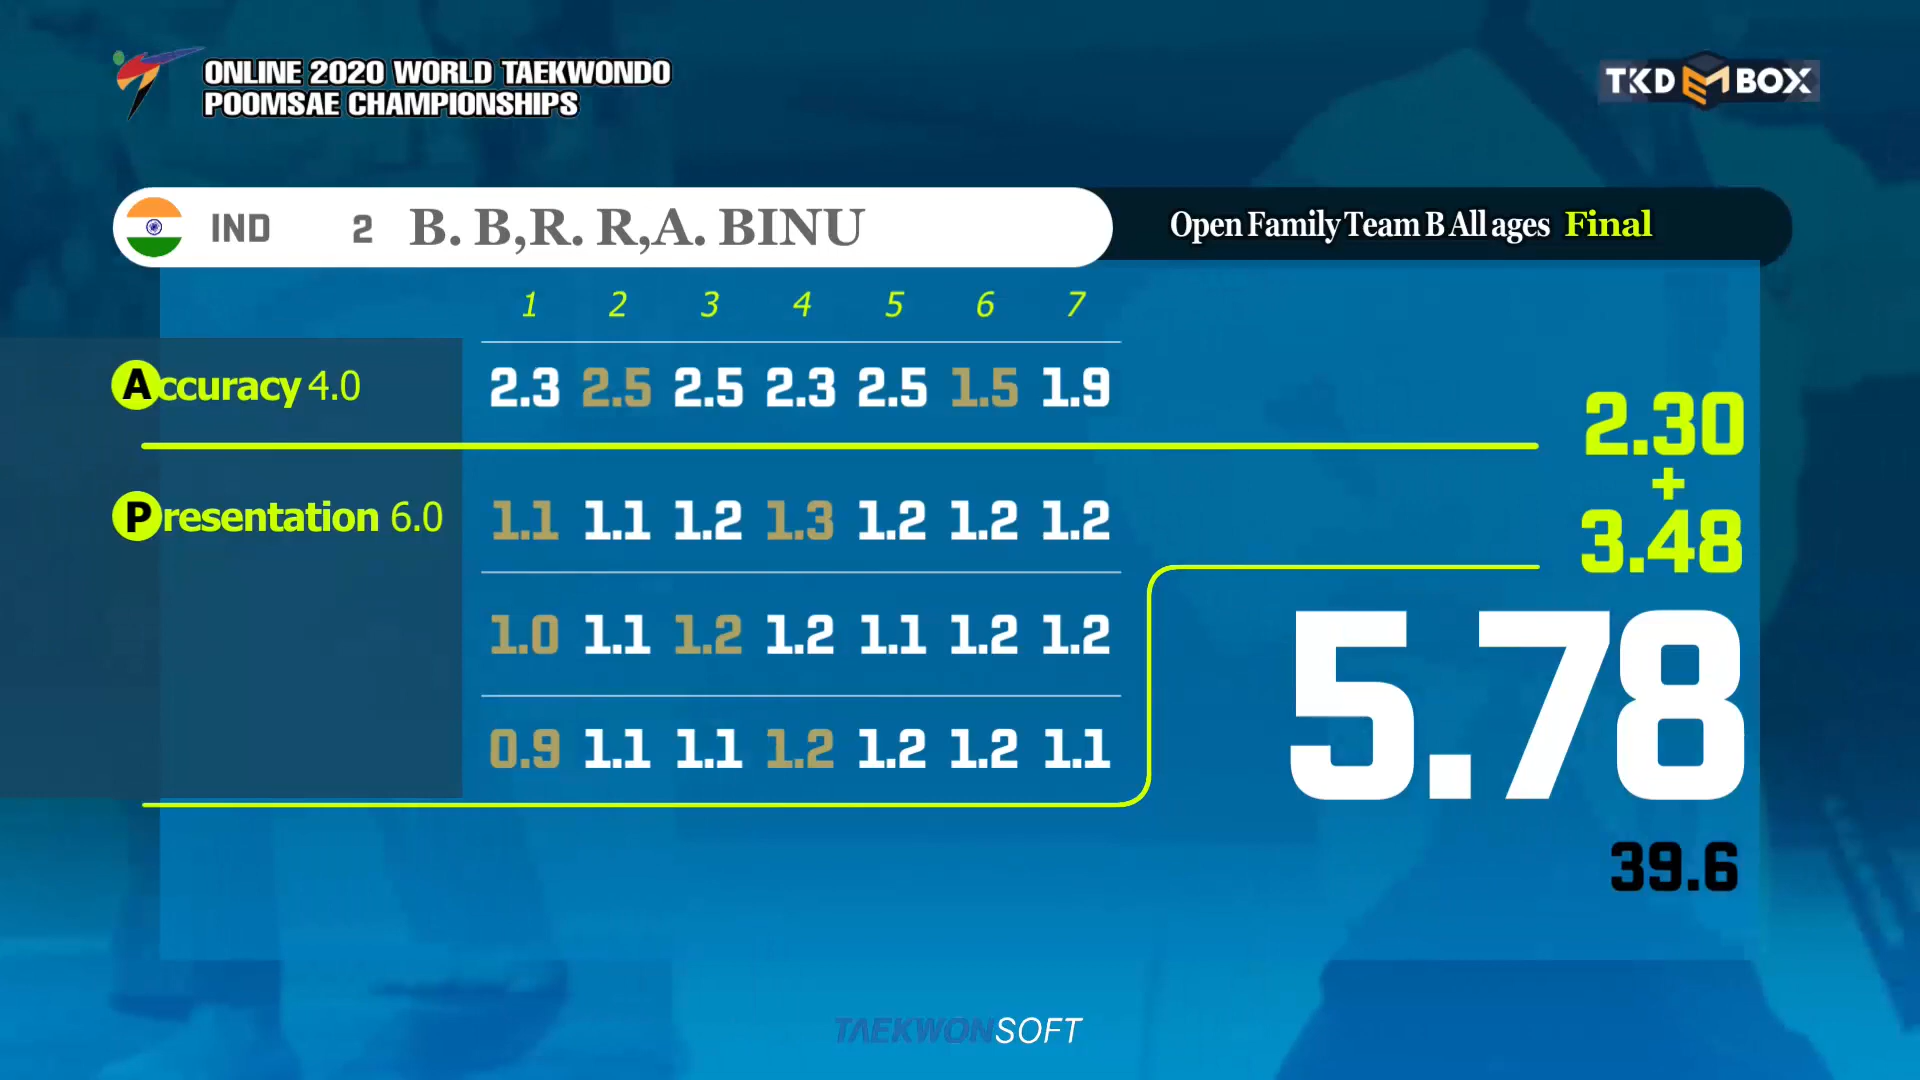 ONLINE 2020 WORLD TAEKWONDO
POOMSAE CHAMPIONSHIPS
TKD BOX
IND 2 B. B,R. R,A. BINU
Open Family Team B All ages Final
1 2 3 4 5 6 7
Accuracy 4.0 2.3 2.5 2.5 2.3 2.5 1.5 1.9
2.30
+
Presentation 6.0 1.1 1.1 1.2 1.3 1.2 1.2 1.2
3.48
1.0 1.1 1.2 1.2 1.1 1.2 1.2
5.78
0.9 1.1 1.1 1.2 1.2 1.2 1.1
39.6
TAEKWONSOFT